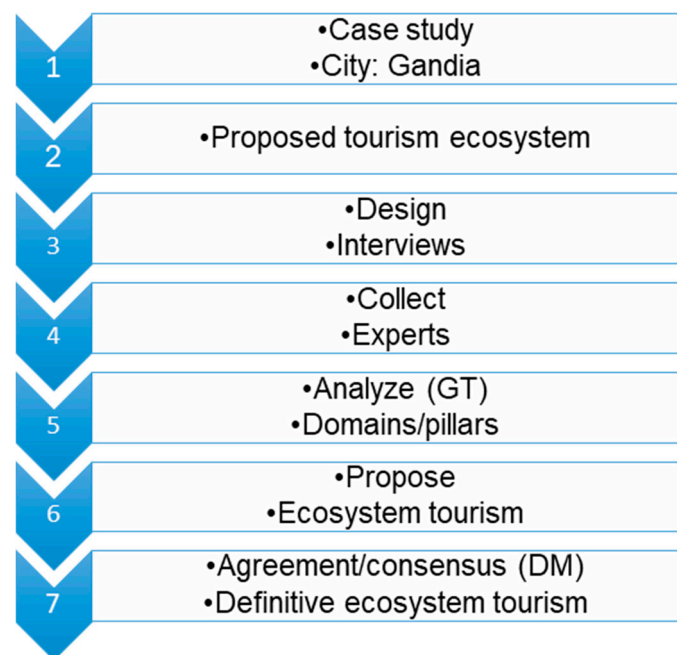 1
•Case study
•City: Gandia
2
•Proposed tourism ecosystem
3
•Design
•Interviews
4
•Collect
•Experts
5
•Analyze (GT)
•Domains/pillars
6
•Propose
•Ecosystem tourism
7
•Agreement/consensus (DM)
•Definitive ecosystem tourism